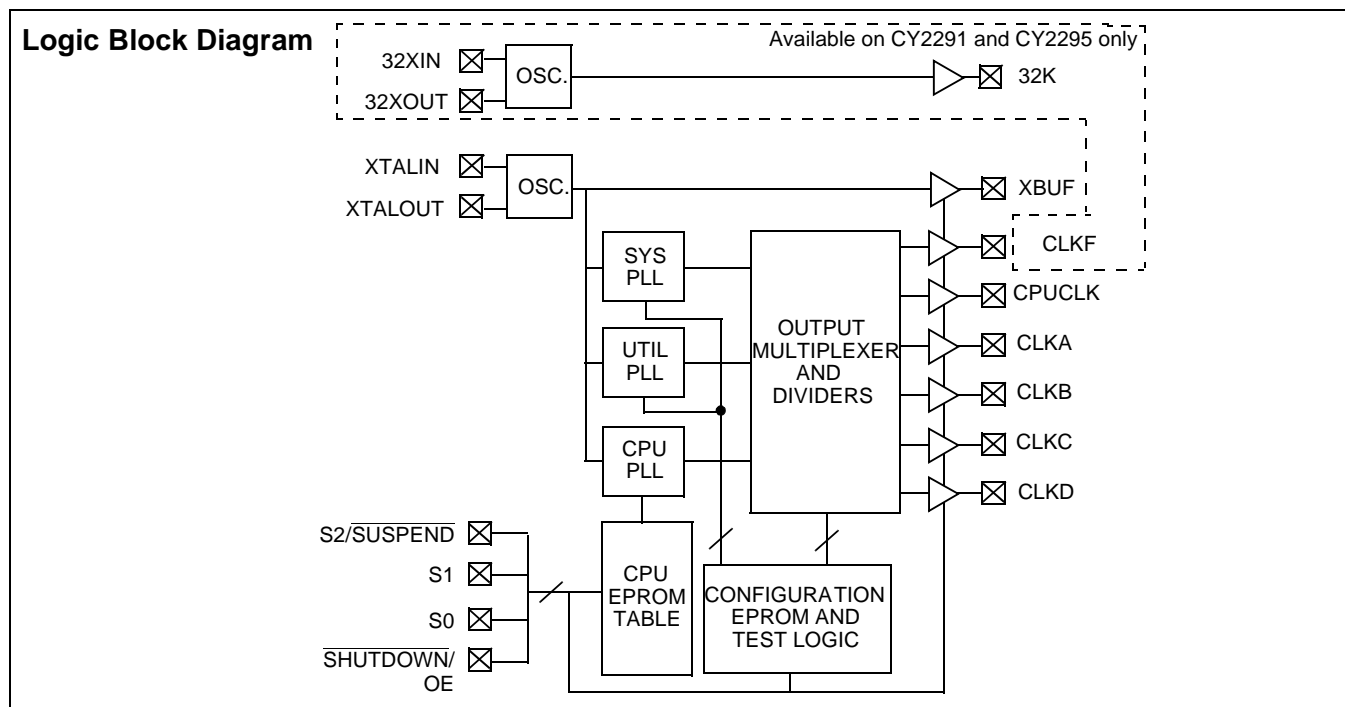 Logic Block Diagram
Available on CY2291 and CY2295 only
32XIN
OSC.
32K
32XOUT
XTALIN
OSC.
XBUF
XTALOUT
CLKF
SYS
PLL
CPUCLK
OUTPUT
MULTIPLEXER
AND
DIVIDERS
CLKA
UTIL
PLL
CLKB
CPU
PLL
CLKC
CLKD
S2/SUSPEND
S1
S0
SHUTDOWN/
OE
CPU
EPROM
TABLE
CONFIGURATION
EPROM AND
TEST LOGIC